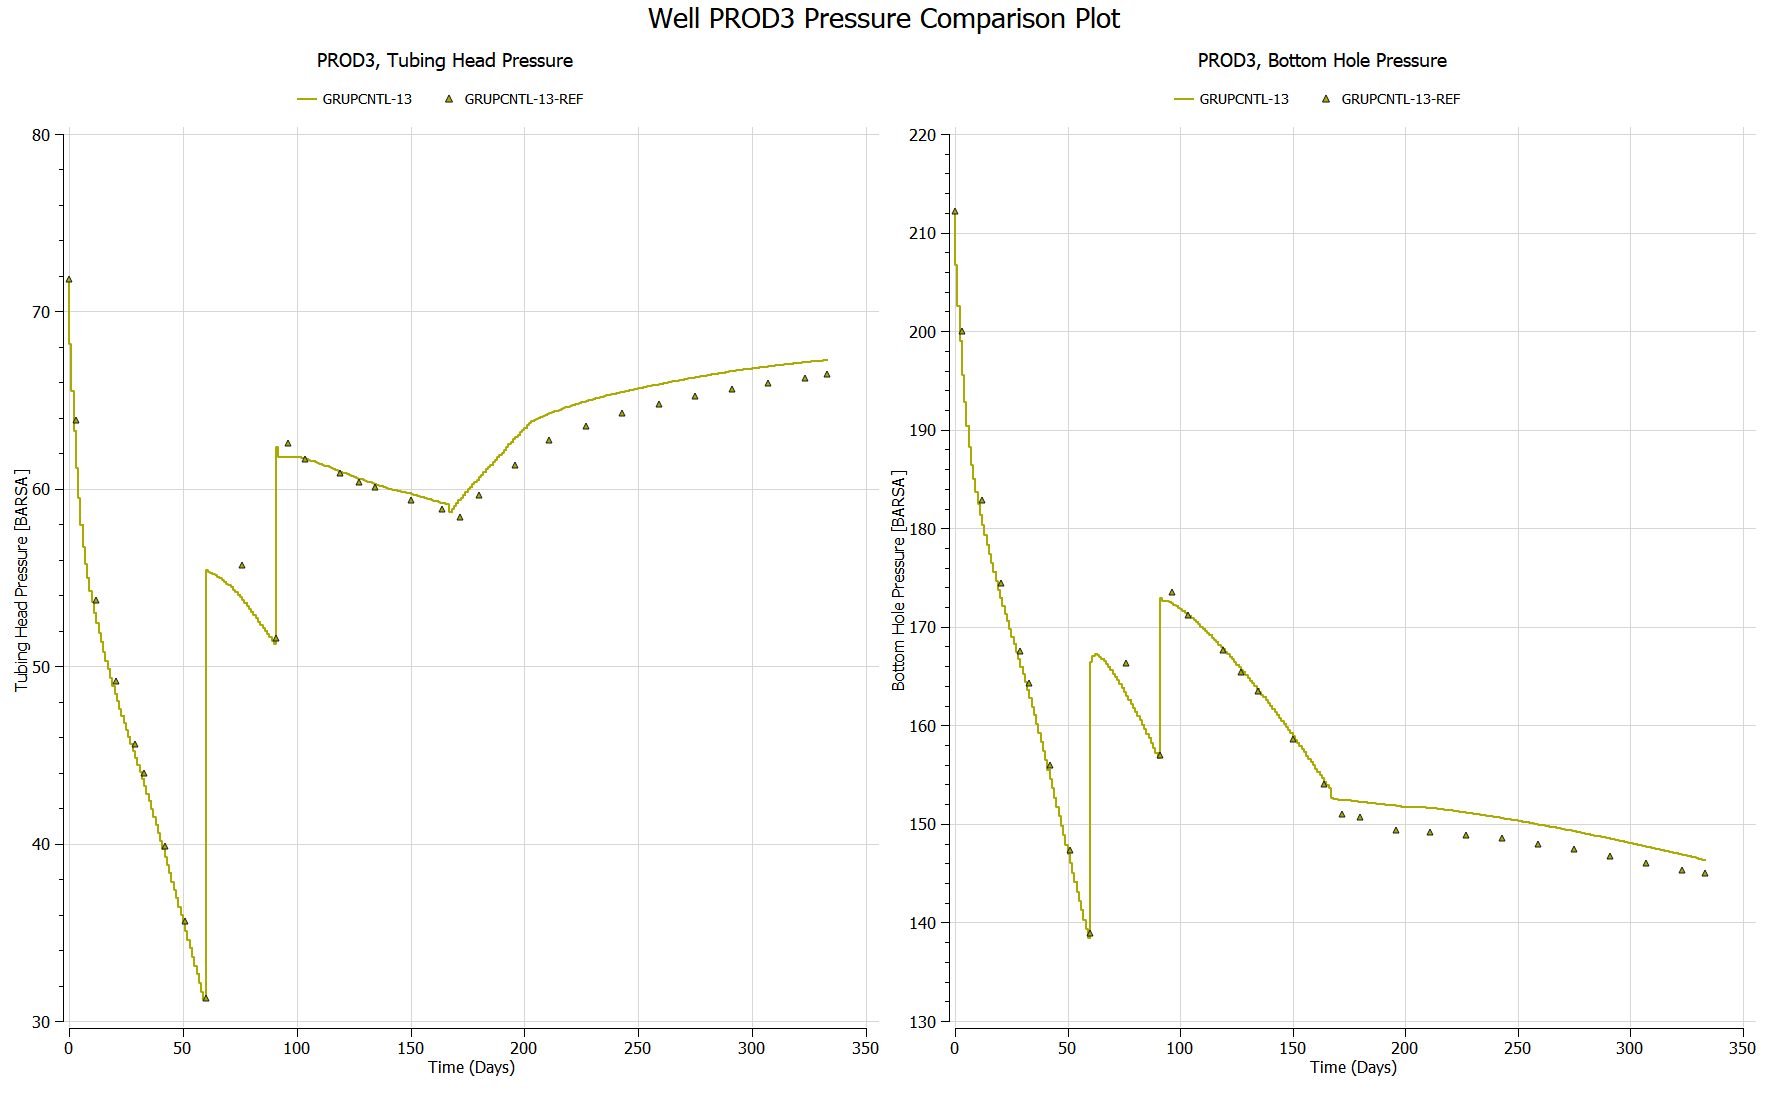 Well PROD3 Pressure Comparison Plot
PROD3, Tubing Head Pressure
GRUPCNTL-13
GRUPCNTL-13-REF
80
70
60
50
40
30
Tubing Head Pressure [BARSA]
0
50
100
150
200
250
300
350
Time (Days)
PROD3, Bottom Hole Pressure
GRUPCNTL-13
GRUPCNTL-13-REF
220
210
200
190
180
170
160
150
140
130
Bottom Hole Pressure [BARSA]
0
50
100
150
200
250
300
350
Time (Days)